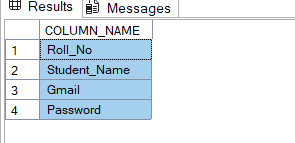 Results Messages
COLUMN_NAME
1 Roll_No
2 Student_Name
3 Gmail
4 Password